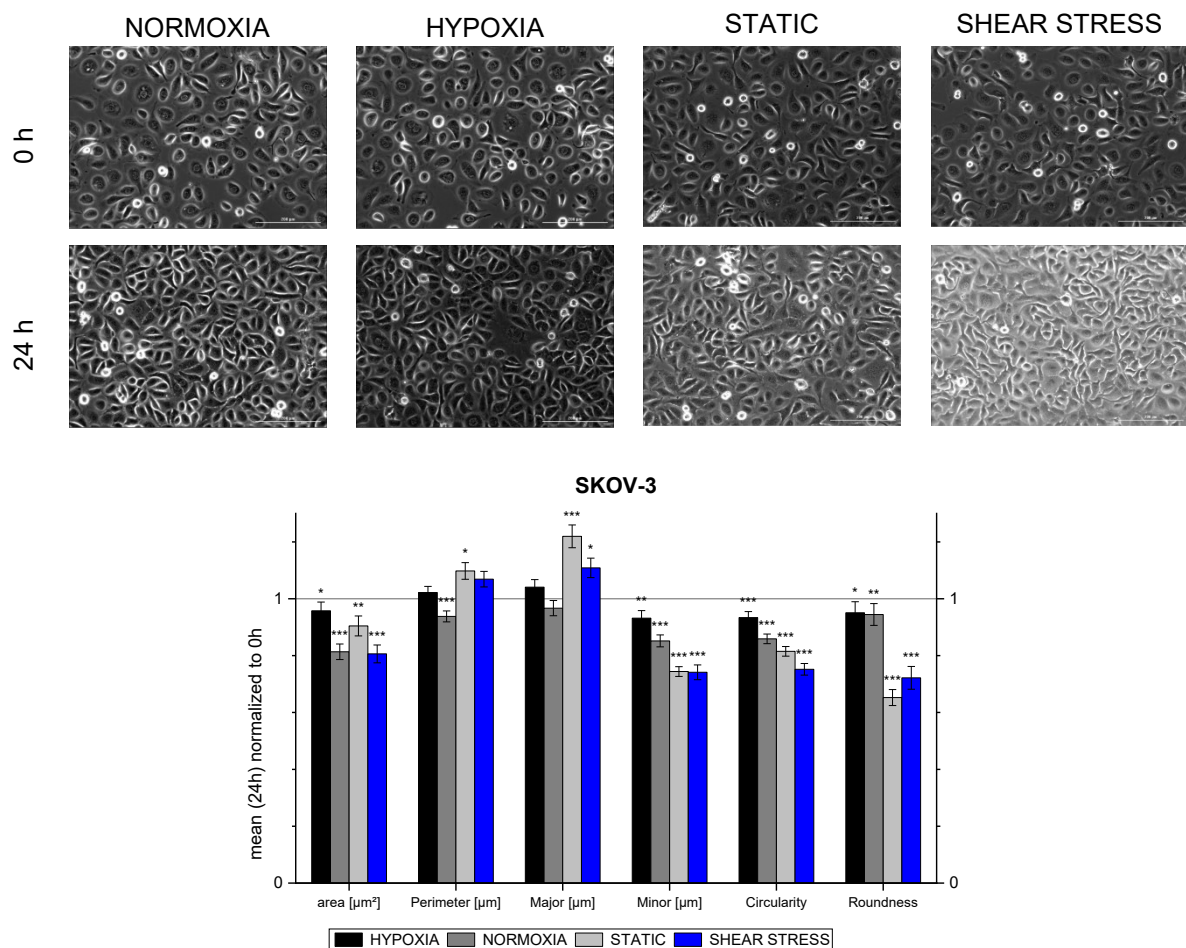 NORMOXIA HYPOXIA STATIC SHEAR STRESS
0 h
24 h
SKOV-3
mean (24h) normalized to 0h
1 1
0 0
* *** ** ***
*** *
*** *
** *** *** ***
*** *** *** ***
* ** *** ***
area [µm²] Perimeter [µm] Major [µm] Minor [µm] Circularity Roundness
HYPOXIA NORMOXIA STATIC SHEAR STRESS